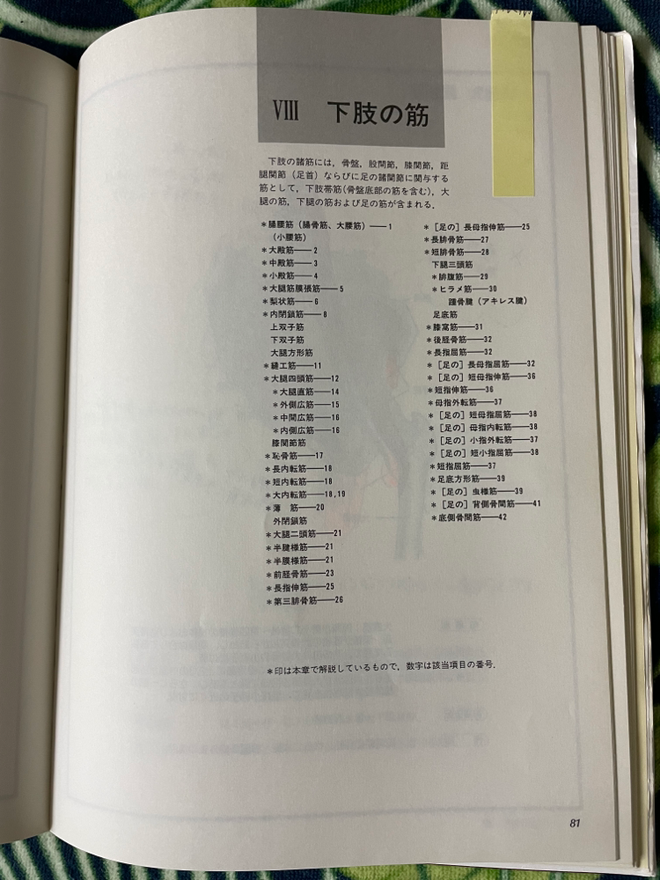 VIII 下肢の筋
下肢の諸筋には，骨盤，股関節，膝関節，距
腿関節（足首）ならびに足の諸関節に関与する
筋として，下肢帯筋（骨盤底部の筋を含む），大
腿の筋，下腿の筋および足の筋が含まれる．
＊腸腰筋（腸骨筋、大腰筋）——1
（小腰筋）
＊大殿筋——2
＊中殿筋——3
＊小殿筋——4
＊大腿筋膜張筋——5
＊梨状筋——6
＊内閉鎖筋——8
上双子筋
下双子筋
大腿方形筋
＊縫工筋——11
＊大腿四頭筋——12
＊大腿直筋——14
＊外側広筋——15
＊中間広筋——16
＊内側広筋——16
膝関節筋
＊恥骨筋——17
＊長内転筋——18
＊短内転筋——18
＊大内転筋——18,19
＊薄　筋——20
外閉鎖筋
＊大腿二頭筋——21
＊半腱様筋——21
＊半膜様筋——21
＊前脛骨筋——23
＊長指伸筋——25
＊第三腓骨筋——26
＊［足の］長母指伸筋——25
＊長腓骨筋——27
＊短腓骨筋——28
下腿三頭筋
＊腓腹筋——29
＊ヒラメ筋——30
踵骨腱（アキレス腱）
足底筋
＊膝窩筋——31
＊後脛骨筋——32
＊長指屈筋——32
＊［足の］長母指屈筋——32
＊［足の］短母指伸筋——36
＊短指伸筋——36
＊母指外転筋——37
＊［足の］短母指屈筋——38
＊［足の］母指内転筋——38
＊［足の］小指外転筋——37
＊［足の］短小指屈筋——38
＊短指屈筋——37
＊足底方形筋——39
＊［足の］虫様筋——39
＊［足の］背側骨間筋——41
＊底側骨間筋——42
＊印は本章で解説しているもので，数字は該当項目の番号．
81